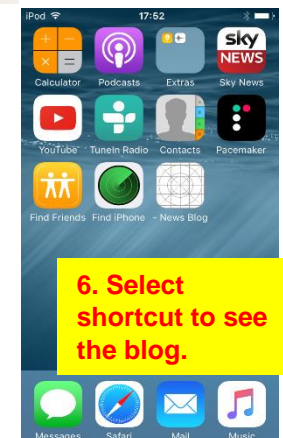 iPod 17:52
sky
NEWS
Calculator Podcasts Extras Sky News
YouTube TuneIn Radio Contacts Pacemaker
Find Friends Find iPhone - News Blog
6. Select
shortcut to see
the blog.
Messages Safari Mail Music